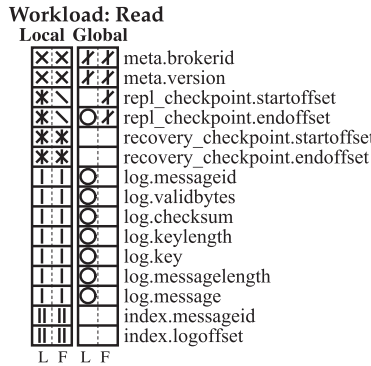 Workload: Read
Local Global
meta.brokerid
meta.version
repl_checkpoint.startoffset
repl_checkpoint.endoffset
recovery_checkpoint.startoffset
recovery_checkpoint.endoffset
log.messageid
log.validbytes
log.checksum
log.keylength
log.key
log.messagelength
log.message
index.messageid
index.logoffset
L F L F